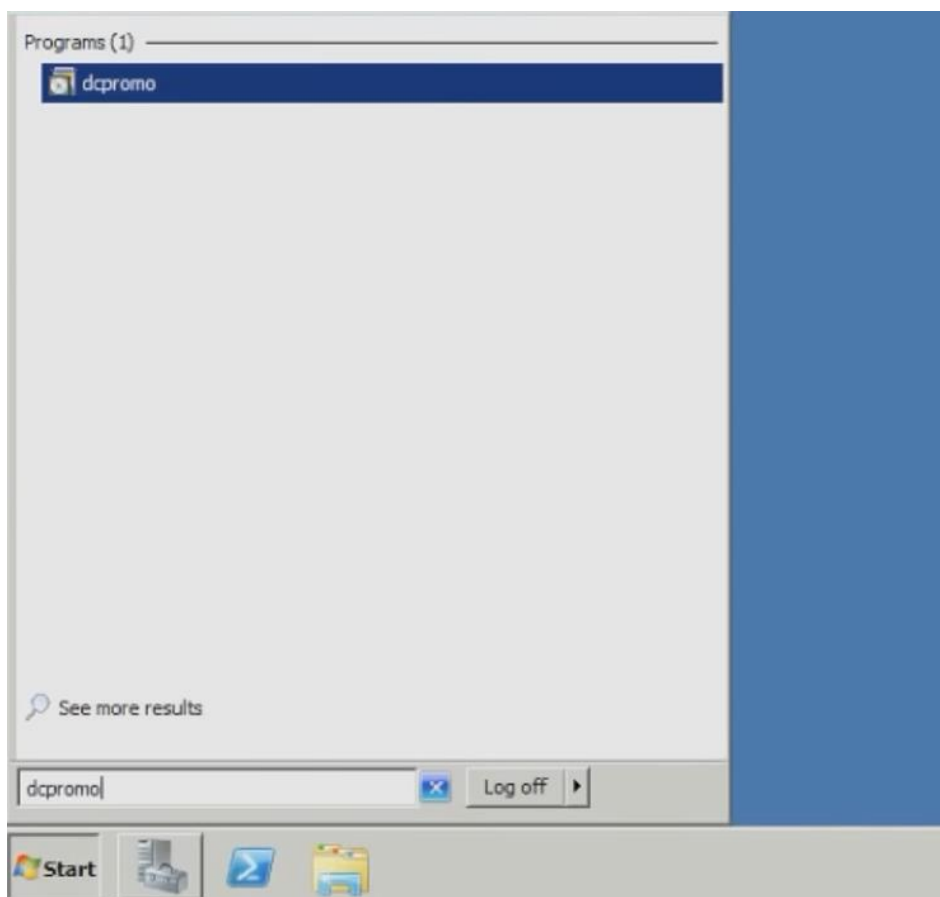 Programs (1)
dcpromo
See more results
dcpromo
Log off
Start